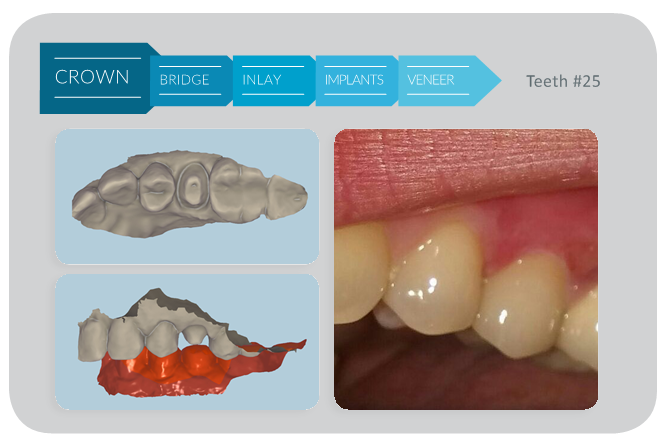 CROWN
BRIDGE
INLAY
IMPLANTS
VENEER
Teeth #25